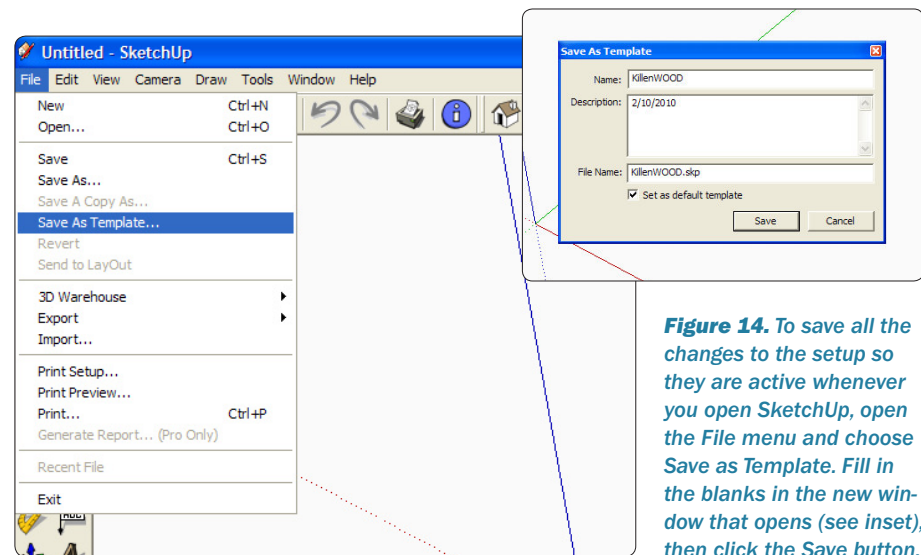 Untitled - SketchUp
File Edit View Camera Draw Tools Window Help
New Ctrl+N
Open... Ctrl+O
Save Ctrl+S
Save As...
Save A Copy As...
Save As Template...
Revert
Send to LayOut
3D Warehouse
Export
Import...
Print Setup...
Print Preview...
Print... Ctrl+P
Generate Report... (Pro Only)
Recent File
Exit
Save As Template
Name: KillenWOOD
Description: 2/10/2010
File Name: KillenWOOD.skp
Set as default template
Save Cancel
Figure 14. To save all the
changes to the setup so
they are active whenever
you open SketchUp, open
the File menu and choose
Save as Template. Fill in
the blanks in the new win-
dow that opens (see inset),
then click the Save button